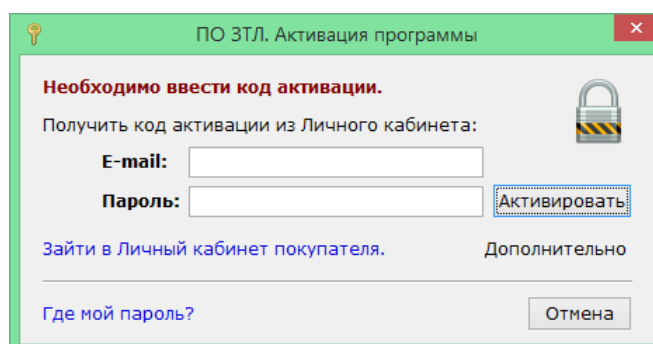 ПО ЗТЛ. Активация программы
Необходимо ввести код активации.
Получить код активации из Личного кабинета:
E-mail:
Пароль:
Активировать
Зайти в Личный кабинет покупателя.
Дополнительно
Где мой пароль?
Отмена